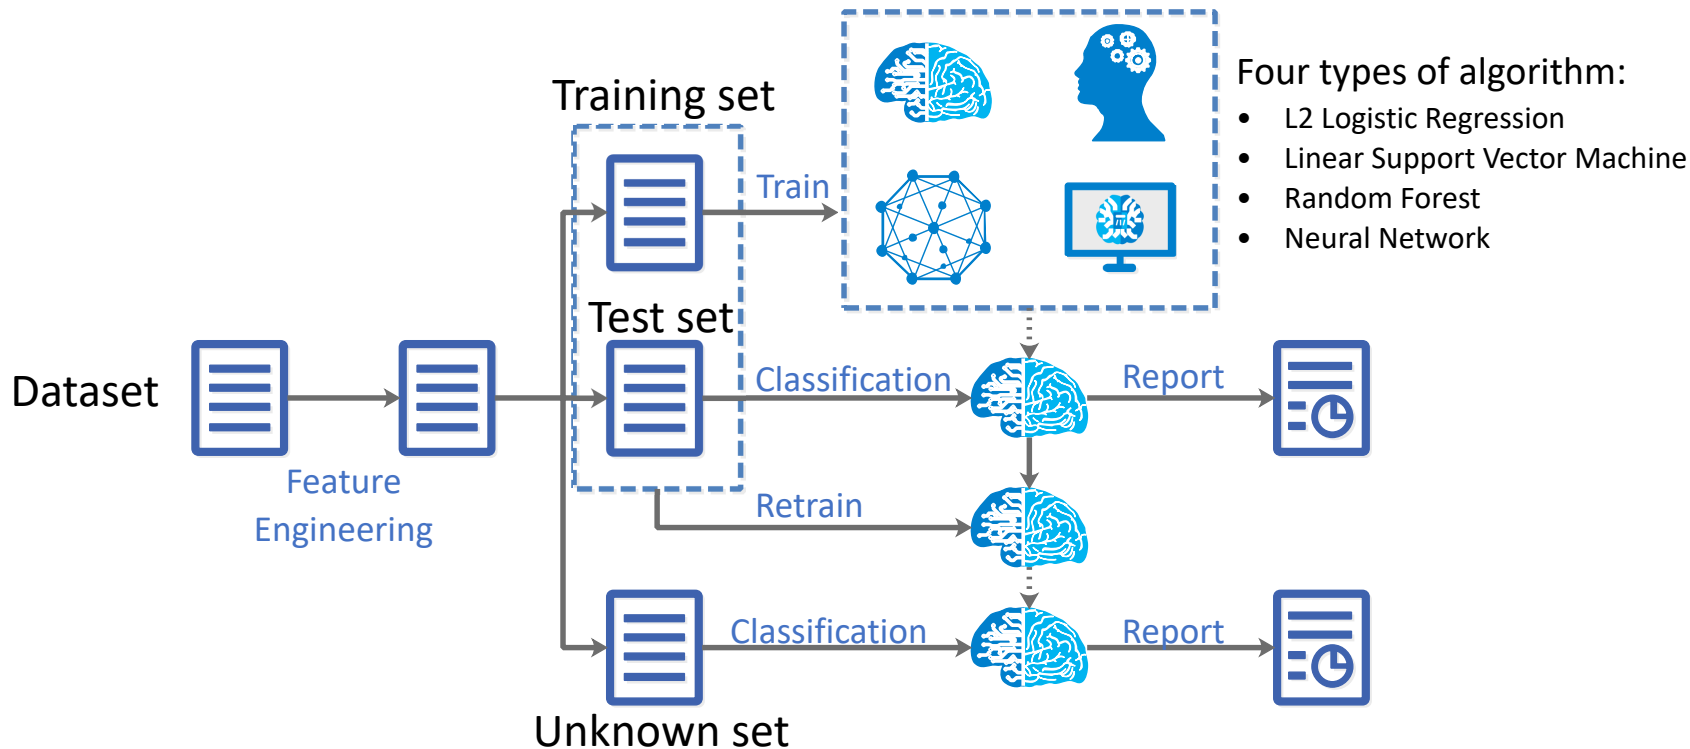 Training set
Train
Four types of algorithm:
• L2 Logistic Regression
• Linear Support Vector Machine
• Random Forest
• Neural Network
Test set
Dataset
Classification
Report
Feature
Engineering
Retrain
Classification
Report
Unknown set